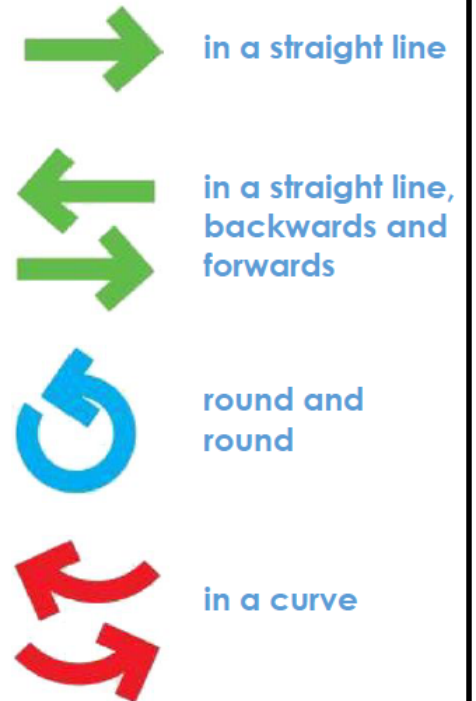 in a straight line
in a straight line,
backwards and
forwards
round and
round
in a curve